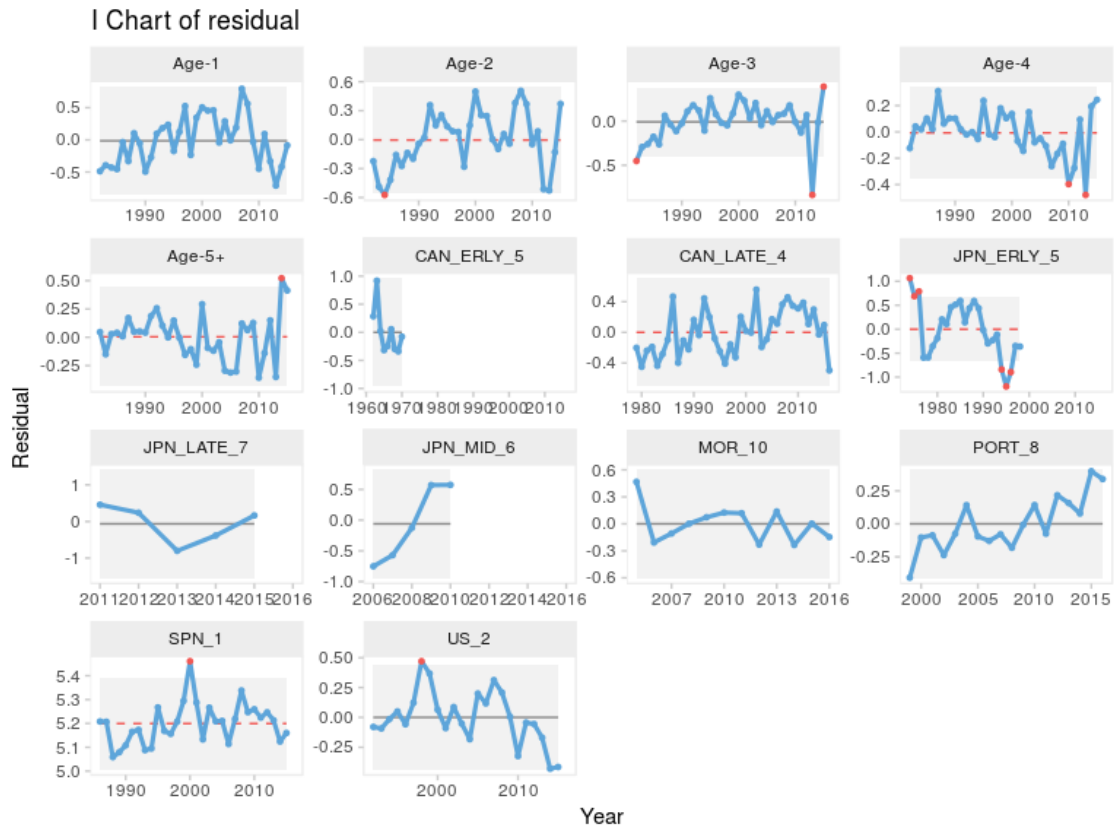 I Chart of residual
Age-1 Age-2 Age-3 Age-4
0.5 0.0 -0.5
0.6 0.3 0.0 -0.3 -0.6
0.0 -0.5
0.2 0.0 -0.2 -0.4
1990 2000 2010 1990 2000 2010 1990 2000 2010 1990 2000 2010
Age-5+ CAN_ERLY_5 CAN_LATE_4 JPN_ERLY_5
0.50 0.25 0.00 -0.25
1.0 0.5 0.0 -0.5 -1.0
0.4 0.0 -0.4
1.0 0.5 0.0 -0.5 -1.0
1990 2000 2010 1960 1970 1980 1990 2000 2010 1980 1990 2000 2010 1980 1990 2000 2010
Residual
JPN_LATE_7 JPN_MID_6 MOR_10 PORT_8
1 0 -1
0.5 0.0 -0.5 -1.0
0.6 0.3 0.0 -0.3 -0.6
0.25 0.00 -0.25
2011 2012 2013 2014 2015 2016 2006 2008 2010 2012 2014 2016 2007 2010 2013 2016 2000 2005 2010 2015
SPN_1 US_2
5.4 5.3 5.2 5.1 5.0
0.50 0.25 0.00 -0.25
1990 2000 2010 2000 2010
Year